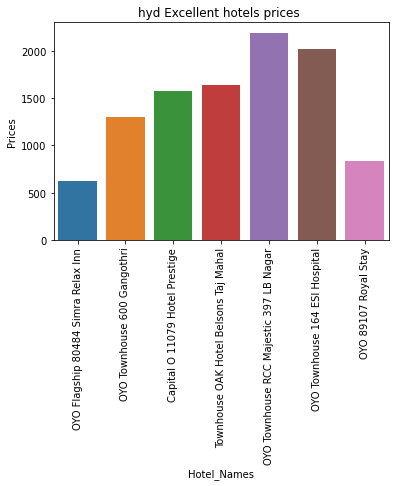 hyd Excellent hotels prices
Prices
2000
1500
1000
500
0
OYO Flagship 80484 Simra Relax Inn
OYO Townhouse 600 Gangothri
Capital O 11079 Hotel Prestige
Townhouse OAK Hotel Belsons Taj Mahal
OYO Townhouse RCC Majestic 397 LB Nagar
OYO Townhouse 164 ESI Hospital
OYO 89107 Royal Stay
Hotel_Names